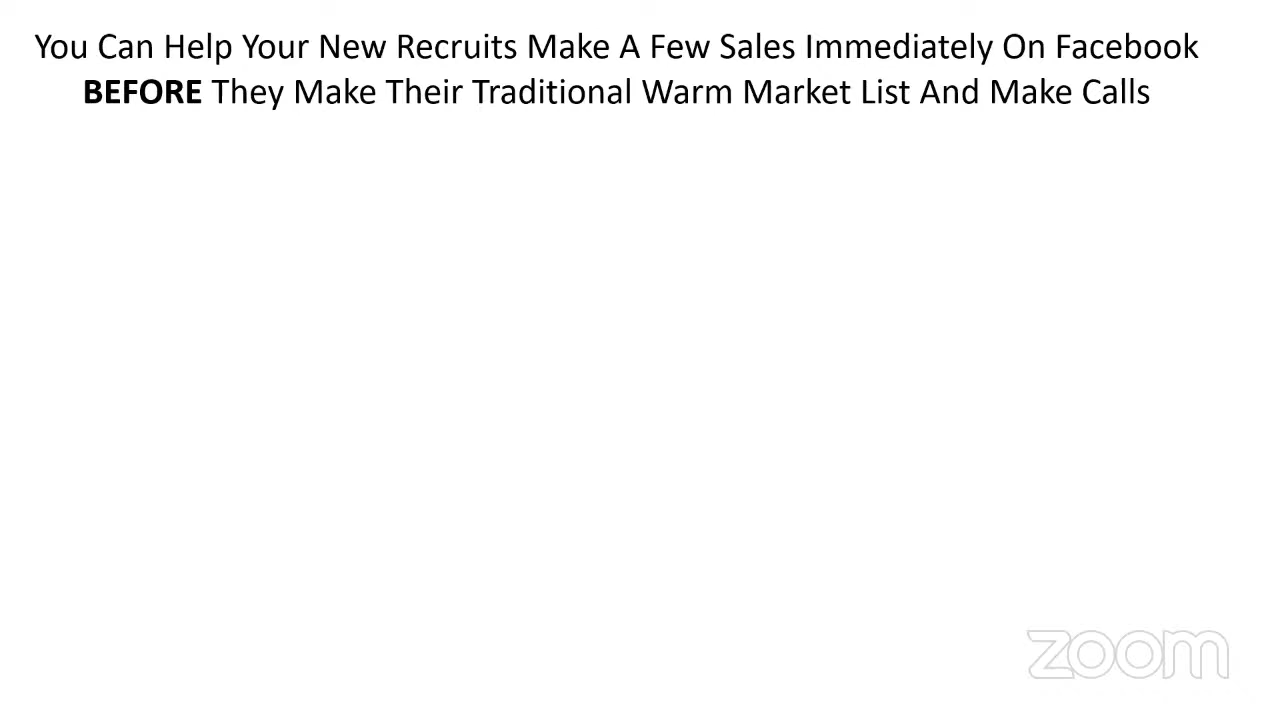 You Can Help Your New Recruits Make A Few Sales Immediately On Facebook
BEFORE They Make Their Traditional Warm Market List And Make Calls
zoom